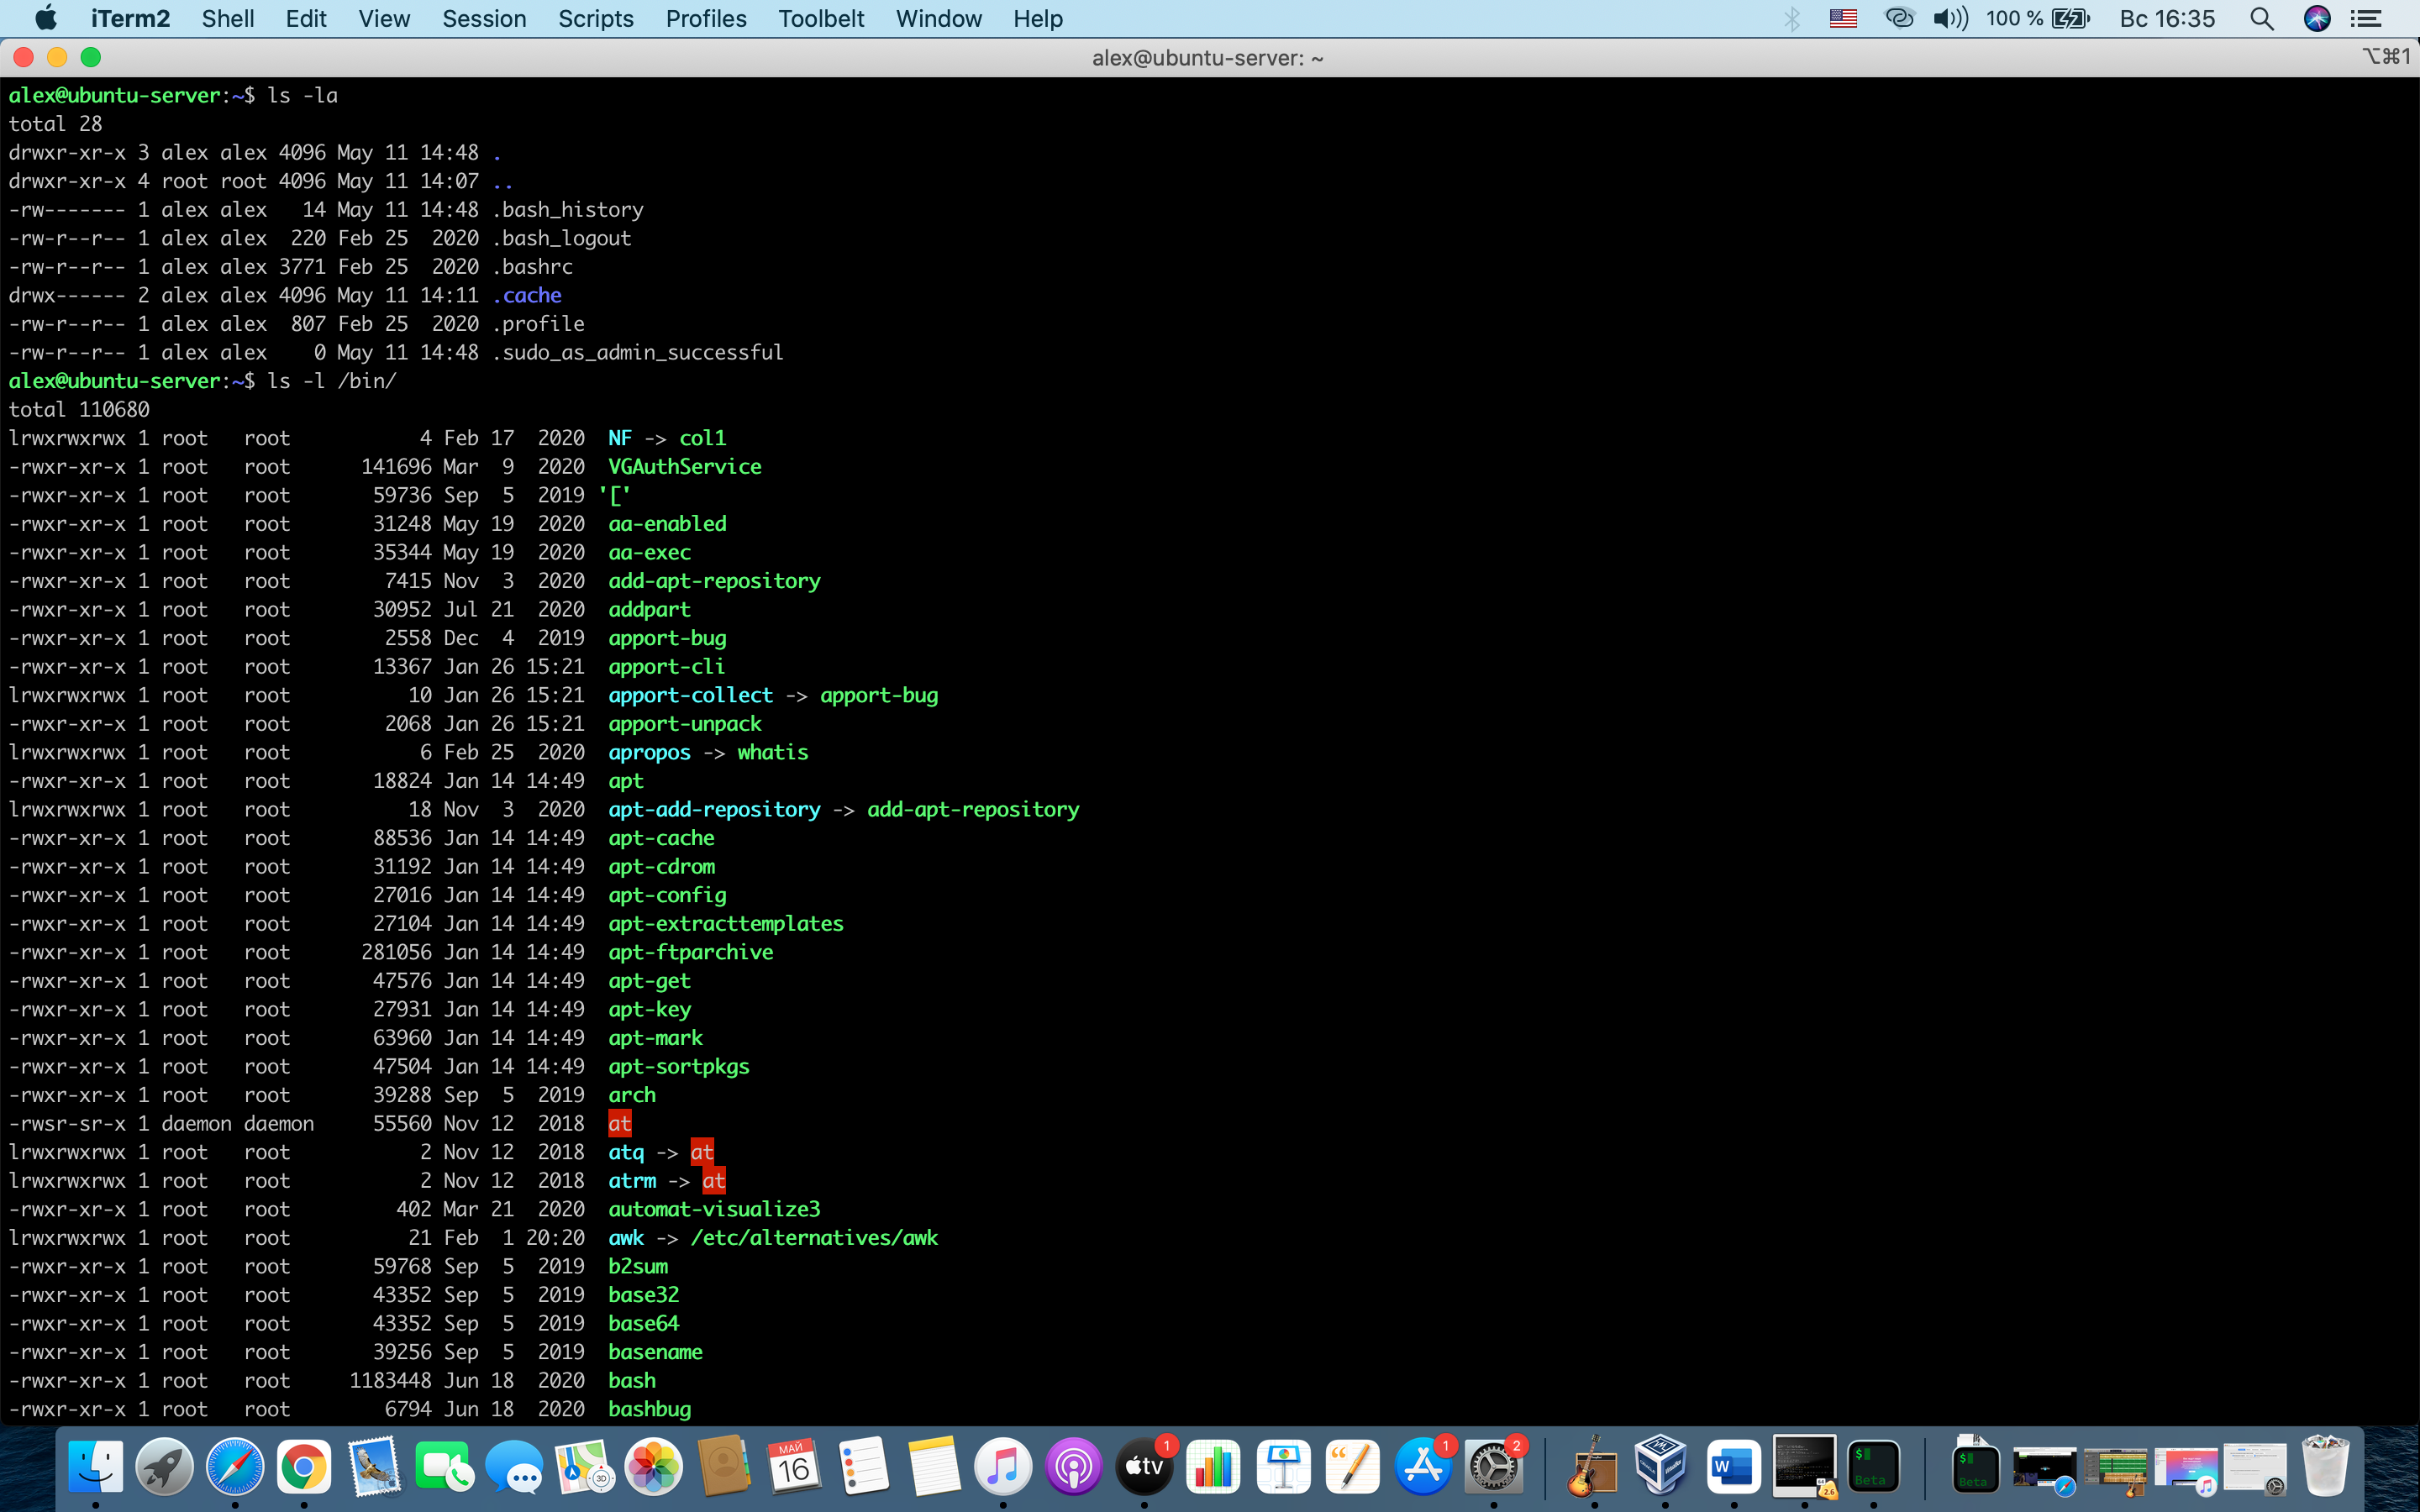 iTerm2 Shell Edit View Session Scripts Profiles Toolbelt Window Help 100 % Вс 16:35
alex@ubuntu-server: ~ ⌥⌘1
alex@ubuntu-server:~$ ls -la
total 28
drwxr-xr-x 3 alex alex 4096 May 11 14:48 .
drwxr-xr-x 4 root root 4096 May 11 14:07 ..
-rw------- 1 alex alex   14 May 11 14:48 .bash_history
-rw-r--r-- 1 alex alex  220 Feb 25  2020 .bash_logout
-rw-r--r-- 1 alex alex 3771 Feb 25  2020 .bashrc
drwx------ 2 alex alex 4096 May 11 14:11 .cache
-rw-r--r-- 1 alex alex  807 Feb 25  2020 .profile
-rw-r--r-- 1 alex alex    0 May 11 14:48 .sudo_as_admin_successful
alex@ubuntu-server:~$ ls -l /bin/
total 110680
lrwxrwxrwx 1 root   root           4 Feb 17  2020  NF -> col1
-rwxr-xr-x 1 root   root      141696 Mar  9  2020  VGAuthService
-rwxr-xr-x 1 root   root       59736 Sep  5  2019 '['
-rwxr-xr-x 1 root   root       31248 May 19  2020  aa-enabled
-rwxr-xr-x 1 root   root       35344 May 19  2020  aa-exec
-rwxr-xr-x 1 root   root        7415 Nov  3  2020  add-apt-repository
-rwxr-xr-x 1 root   root       30952 Jul 21  2020  addpart
-rwxr-xr-x 1 root   root        2558 Dec  4  2019  apport-bug
-rwxr-xr-x 1 root   root       13367 Jan 26 15:21  apport-cli
lrwxrwxrwx 1 root   root          10 Jan 26 15:21  apport-collect -> apport-bug
-rwxr-xr-x 1 root   root        2068 Jan 26 15:21  apport-unpack
lrwxrwxrwx 1 root   root           6 Feb 25  2020  apropos -> whatis
-rwxr-xr-x 1 root   root       18824 Jan 14 14:49  apt
lrwxrwxrwx 1 root   root          18 Nov  3  2020  apt-add-repository -> add-apt-repository
-rwxr-xr-x 1 root   root       88536 Jan 14 14:49  apt-cache
-rwxr-xr-x 1 root   root       31192 Jan 14 14:49  apt-cdrom
-rwxr-xr-x 1 root   root       27016 Jan 14 14:49  apt-config
-rwxr-xr-x 1 root   root       27104 Jan 14 14:49  apt-extracttemplates
-rwxr-xr-x 1 root   root      281056 Jan 14 14:49  apt-ftparchive
-rwxr-xr-x 1 root   root       47576 Jan 14 14:49  apt-get
-rwxr-xr-x 1 root   root       27931 Jan 14 14:49  apt-key
-rwxr-xr-x 1 root   root       63960 Jan 14 14:49  apt-mark
-rwxr-xr-x 1 root   root       47504 Jan 14 14:49  apt-sortpkgs
-rwxr-xr-x 1 root   root       39288 Sep  5  2019  arch
-rwsr-sr-x 1 daemon daemon     55560 Nov 12  2018  at
lrwxrwxrwx 1 root   root           2 Nov 12  2018  atq -> at
lrwxrwxrwx 1 root   root           2 Nov 12  2018  atrm -> at
-rwxr-xr-x 1 root   root         402 Mar 21  2020  automat-visualize3
lrwxrwxrwx 1 root   root          21 Feb  1 20:20  awk -> /etc/alternatives/awk
-rwxr-xr-x 1 root   root       59768 Sep  5  2019  b2sum
-rwxr-xr-x 1 root   root       43352 Sep  5  2019  base32
-rwxr-xr-x 1 root   root       43352 Sep  5  2019  base64
-rwxr-xr-x 1 root   root       39256 Sep  5  2019  basename
-rwxr-xr-x 1 root   root     1183448 Jun 18  2020  bash
-rwxr-xr-x 1 root   root        6794 Jun 18  2020  bashbug
МАЙ
16
3D
tv
1
1
2
W
2.6
$
Beta
$
Beta